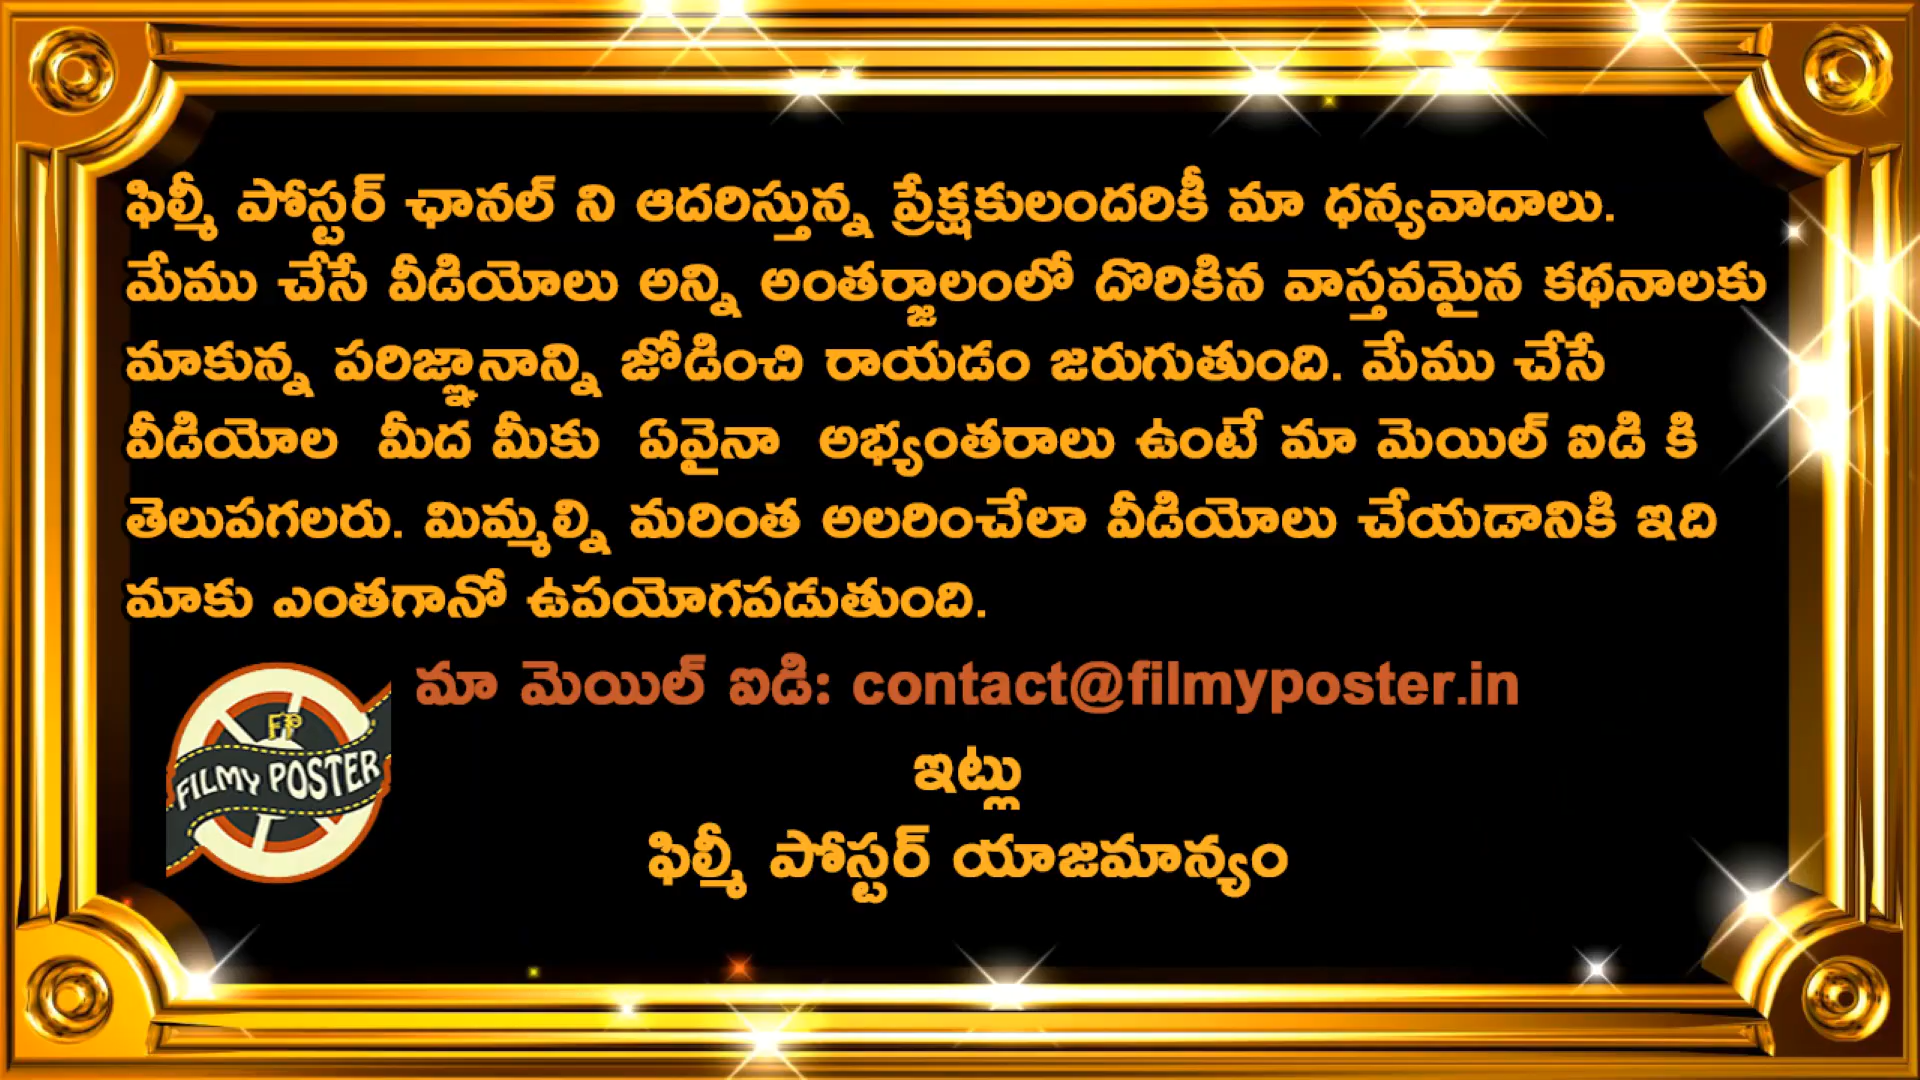 ఫిల్మీ పోస్టర్ ఛానల్ ని ఆదరిస్తున్న ప్రేక్షకులందరికీ మా ధన్యవాదాలు.
మేము చేసే వీడియోలు అన్ని అంతర్జాలంలో దొరికిన వాస్తవమైన కథనాలకు
మాకున్న పరిజ్ఞానాన్ని జోడించి రాయడం జరుగుతుంది. మేము చేసే
వీడియోల మీద మీకు ఏవైనా అభ్యంతరాలు ఉంటే మా మెయిల్ ఐడి కి
తెలుపగలరు. మిమ్మల్ని మరింత అలరించేలా వీడియోలు చేయడానికి ఇది
మాకు ఎంతగానో ఉపయోగపడుతుంది.
మా మెయిల్ ఐడి: contact@filmyposter.in
FP
FILMY POSTER
ఇట్లు
ఫిల్మీ పోస్టర్ యాజమాన్యం